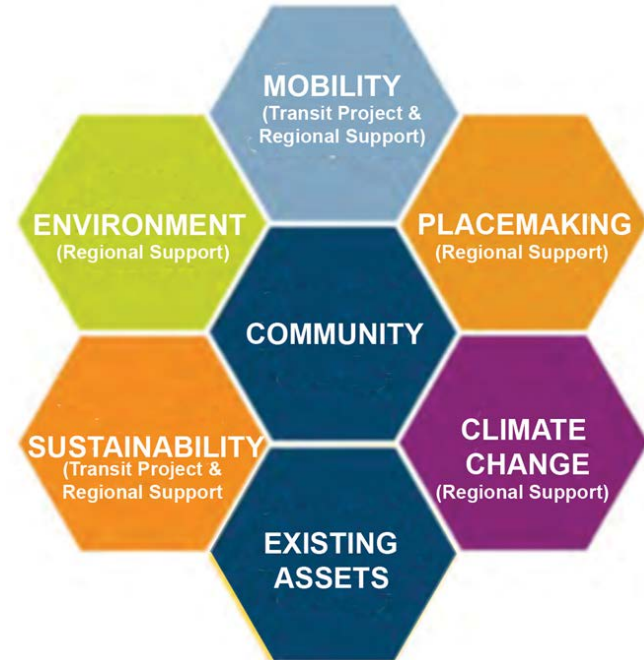 MOBILITY
(Transit Project &
Regional Support)
ENVIRONMENT
(Regional Support)
PLACEMAKING
(Regional Support)
COMMUNITY
SUSTAINABILITY
(Transit Project &
Regional Support
CLIMATE
CHANGE
(Regional Support)
EXISTING
ASSETS